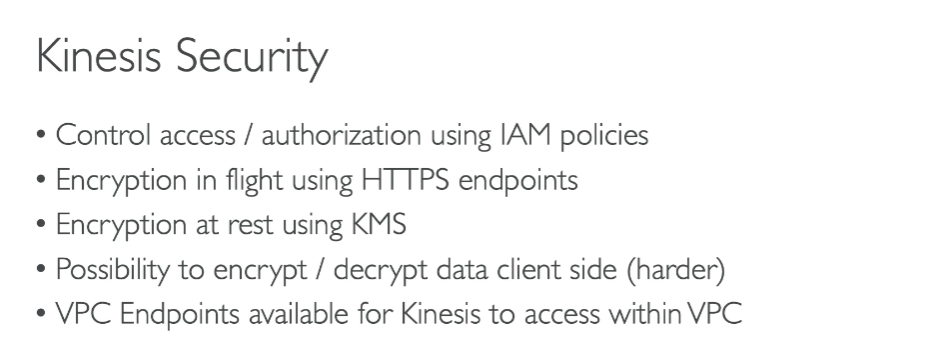 Kinesis Security
• Control access / authorization using IAM policies
• Encryption in flight using HTTPS endpoints
• Encryption at rest using KMS
• Possibility to encrypt / decrypt data client side (harder)
• VPC Endpoints available for Kinesis to access within VPC